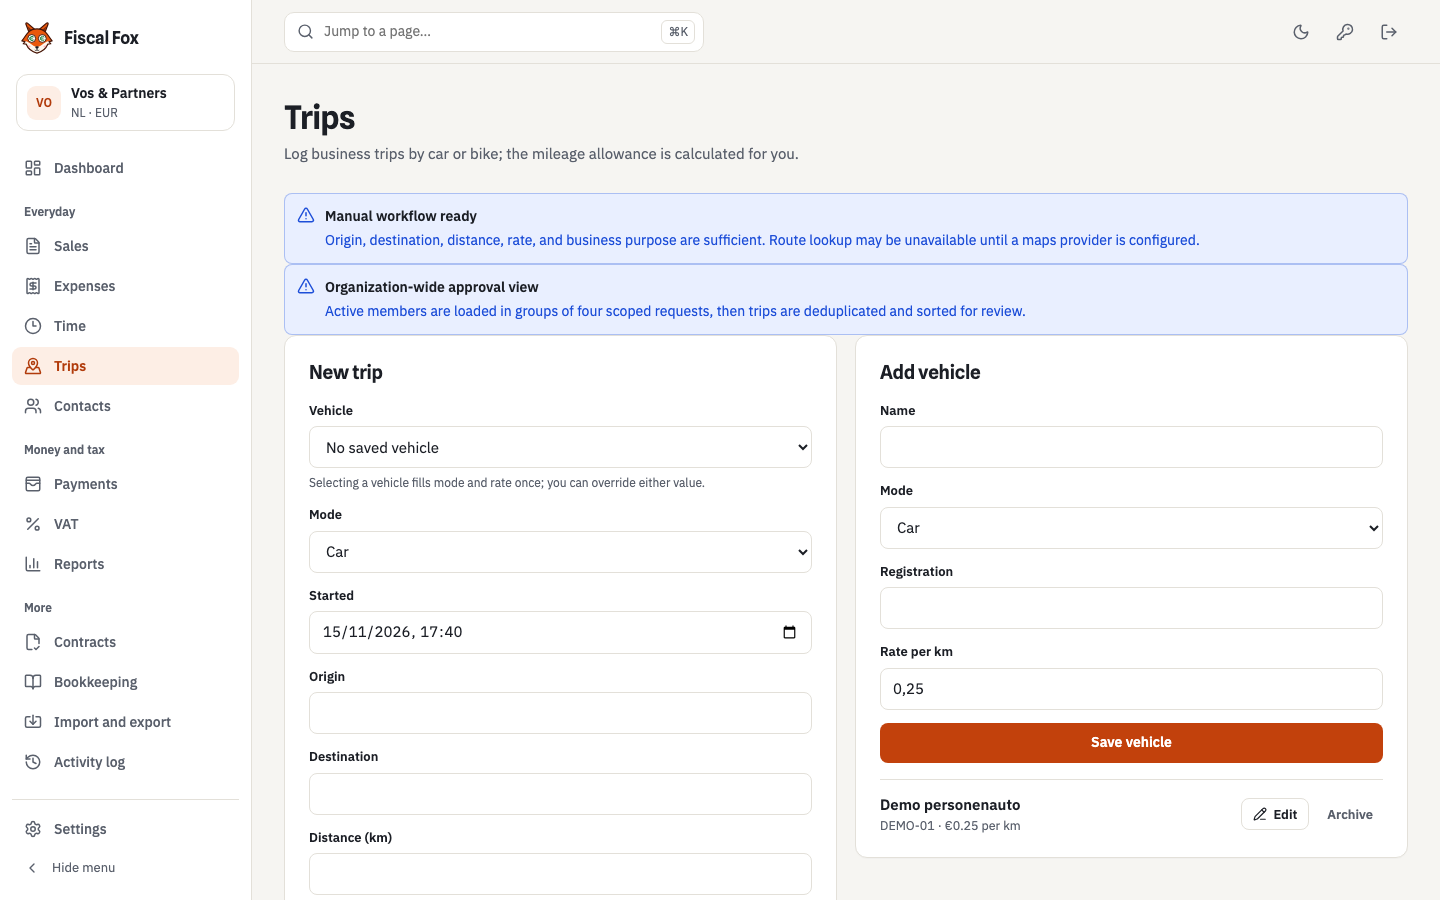 Fiscal Fox
Jump to a page...
⌘K
VO
Vos & Partners
NL · EUR
Dashboard
Everyday
Sales
Expenses
Time
Trips
Contacts
Money and tax
Payments
VAT
Reports
More
Contracts
Bookkeeping
Import and export
Activity log
Settings
Hide menu
Trips
Log business trips by car or bike; the mileage allowance is calculated for you.
Manual workflow ready
Origin, destination, distance, rate, and business purpose are sufficient. Route lookup may be unavailable until a maps provider is configured.
Organization-wide approval view
Active members are loaded in groups of four scoped requests, then trips are deduplicated and sorted for review.
New trip
Vehicle
No saved vehicle
Selecting a vehicle fills mode and rate once; you can override either value.
Mode
Car
Started
15/11/2026, 17:40
Origin
Destination
Distance (km)
Add vehicle
Name
Mode
Car
Registration
Rate per km
0,25
Save vehicle
Demo personenauto
DEMO-01 · €0.25 per km
Edit
Archive